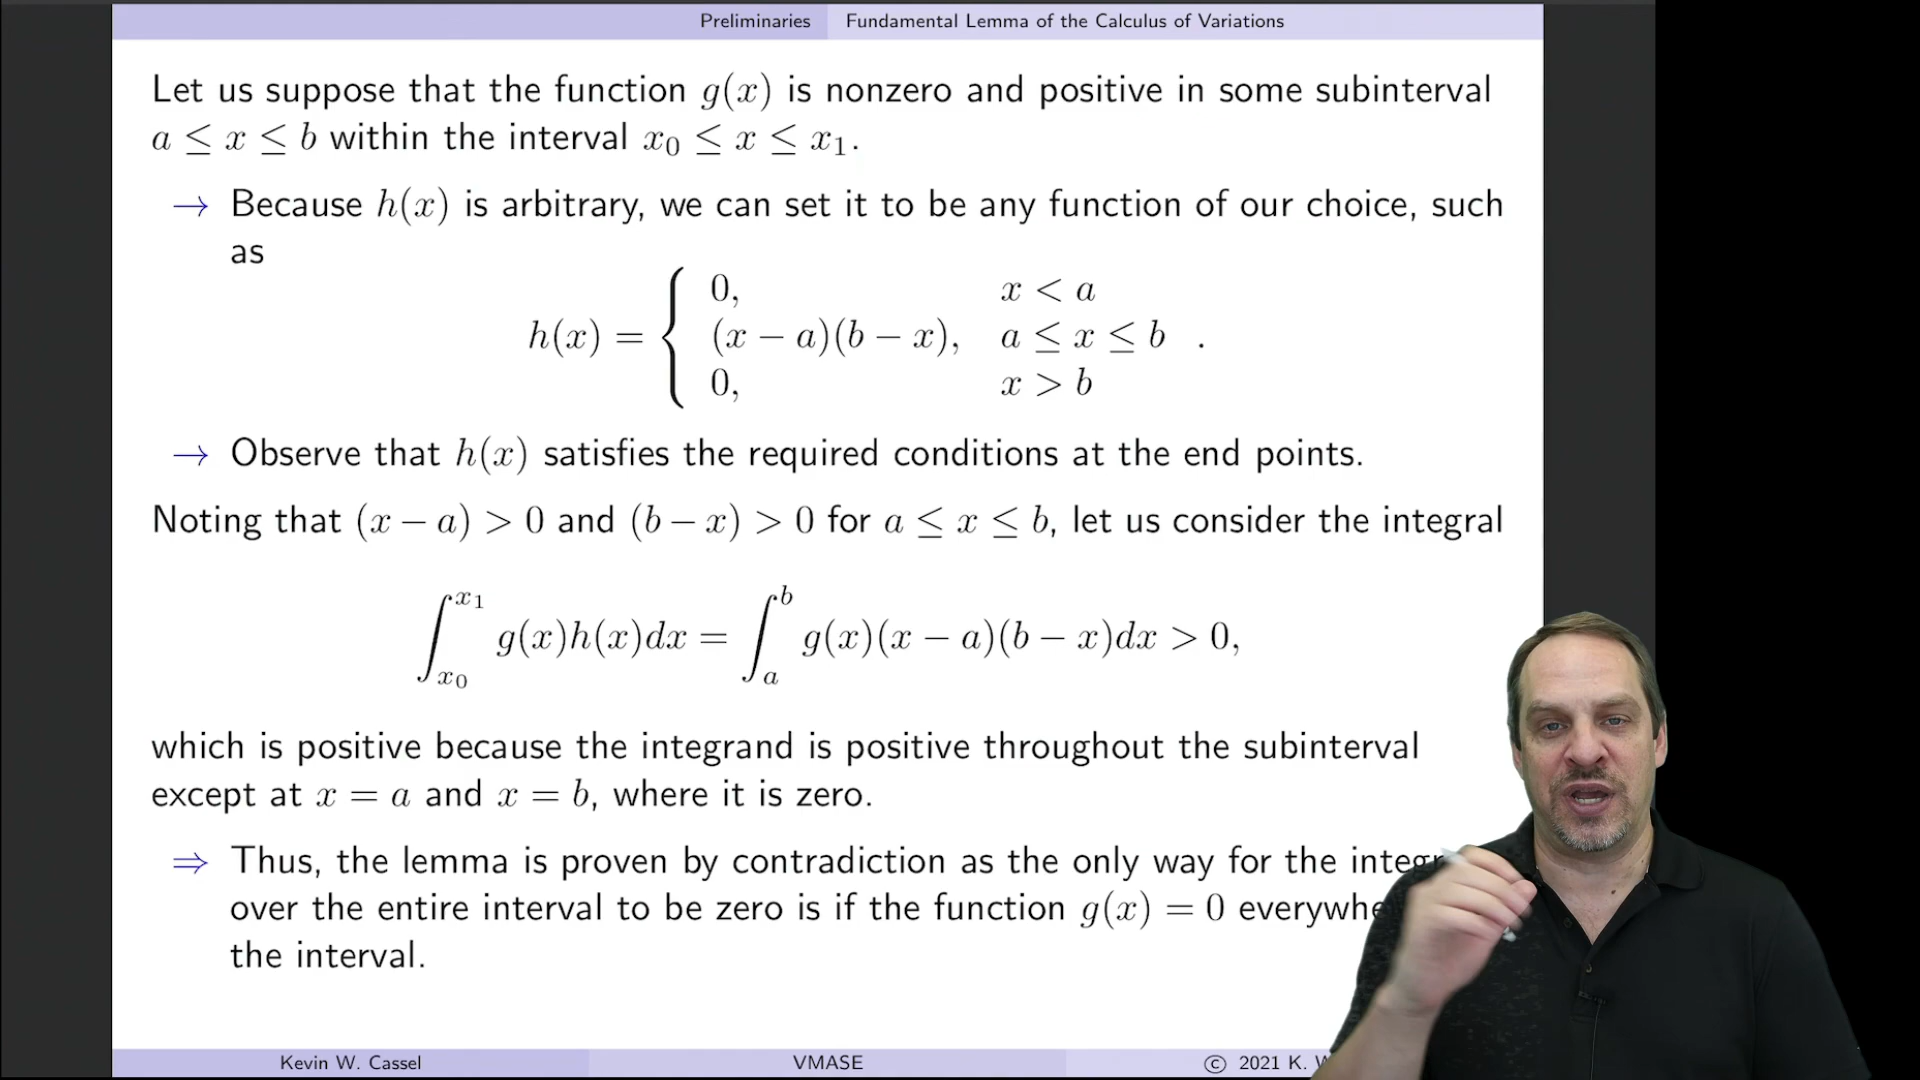 Preliminaries Fundamental Lemma of the Calculus of Variations
Let us suppose that the function g(x) is nonzero and positive in some subinterval
a ≤ x ≤ b within the interval x₀ ≤ x ≤ x₁.
→ Because h(x) is arbitrary, we can set it to be any function of our choice, such
as
0, x < a
h(x) = { (x − a)(b − x), a ≤ x ≤ b .
0, x > b
→ Observe that h(x) satisfies the required conditions at the end points.
Noting that (x − a) > 0 and (b − x) > 0 for a ≤ x ≤ b, let us consider the integral
∫_{x₀}^{x₁} g(x)h(x)dx = ∫_a^b g(x)(x − a)(b − x)dx > 0,
which is positive because the integrand is positive throughout the subinterval
except at x = a and x = b, where it is zero.
⇒ Thus, the lemma is proven by contradiction as the only way for the
over the entire interval to be zero is if the function g(x) = 0
the interval.
Kevin W. Cassel VMASE © 2021 K.